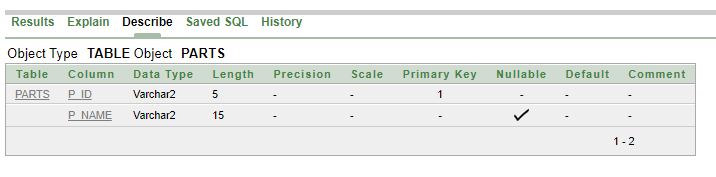 Results Explain Describe Saved SQL History
Object Type TABLE Object PARTS
Table Column Data Type Length Precision Scale Primary Key Nullable Default Comment
PARTS P_ID Varchar2 5 - - 1 - - -
P_NAME Varchar2 15 - - - ✓ - -
1 - 2